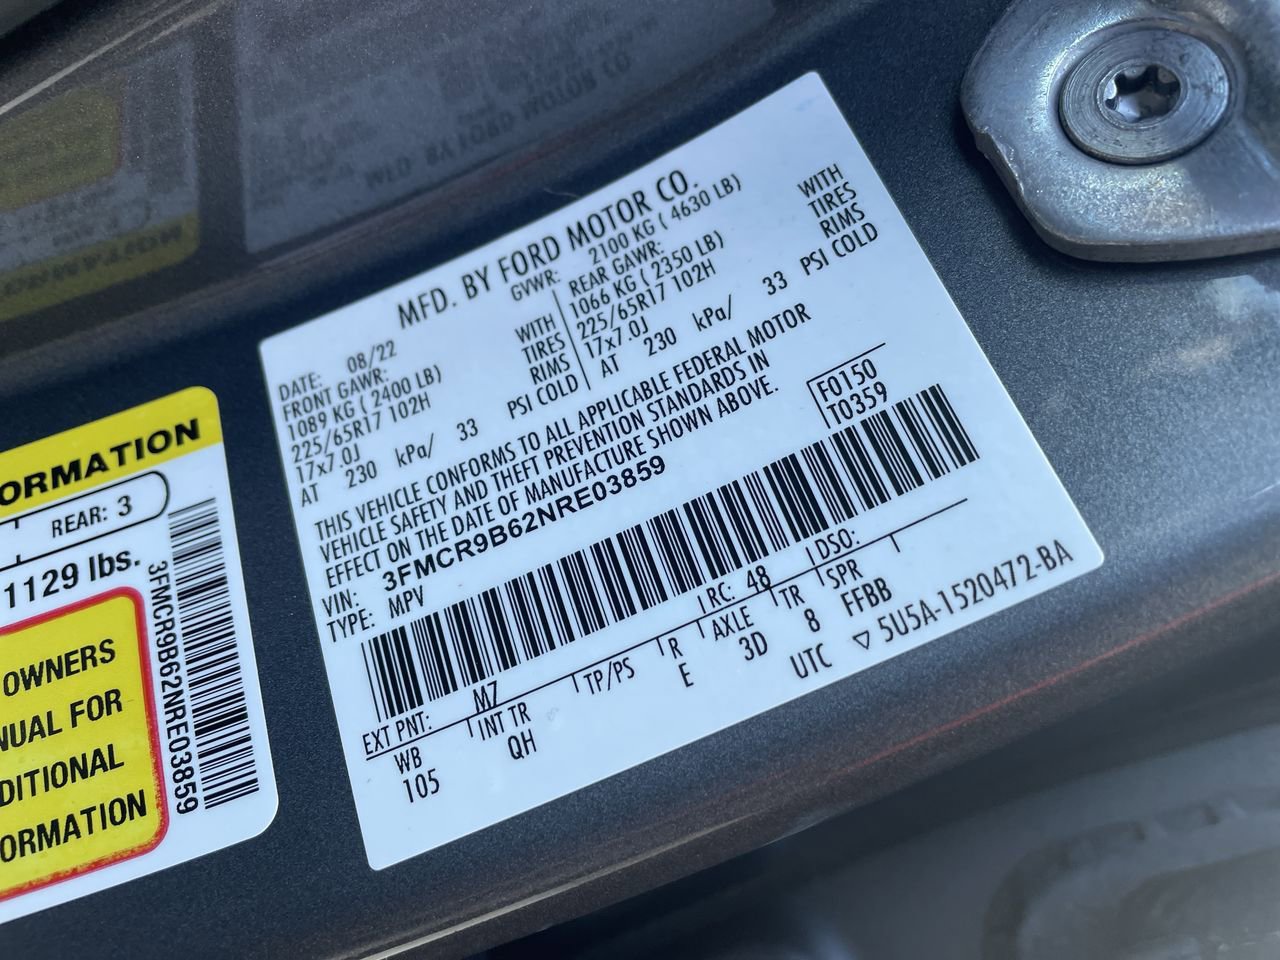 MFD. BY FORD MOTOR CO.
DATE: 08/22 GVWR: 2100 KG ( 4630 LB)
FRONT GAWR: REAR GAWR:
1089 KG ( 2400 LB) WITH 1066 KG ( 2350 LB) WITH
225/65R17 102H TIRES 225/65R17 102H TIRES
17x7.0J RIMS 17x7.0J RIMS
AT 230 kPa/ 33 PSI COLD AT 230 kPa/ 33 PSI COLD
THIS VEHICLE CONFORMS TO ALL APPLICABLE FEDERAL MOTOR
VEHICLE SAFETY AND THEFT PREVENTION STANDARDS IN
EFFECT ON THE DATE OF MANUFACTURE SHOWN ABOVE.
VIN: 3FMCR9B62NRE03859
TYPE: MPV
F0150
T0359
EXT PNT: M7 RC: 48 DSO:
WB INT TR TP/PS R AXLE TR SPR
105 QH E 3D 8 FFBB
UTC ▽ 5U5A-1520472-BA
ORMATION
REAR: 3
1129 lbs.
OWNERS
NUAL FOR
DITIONAL
ORMATION
3FMCR9B62NRE03859